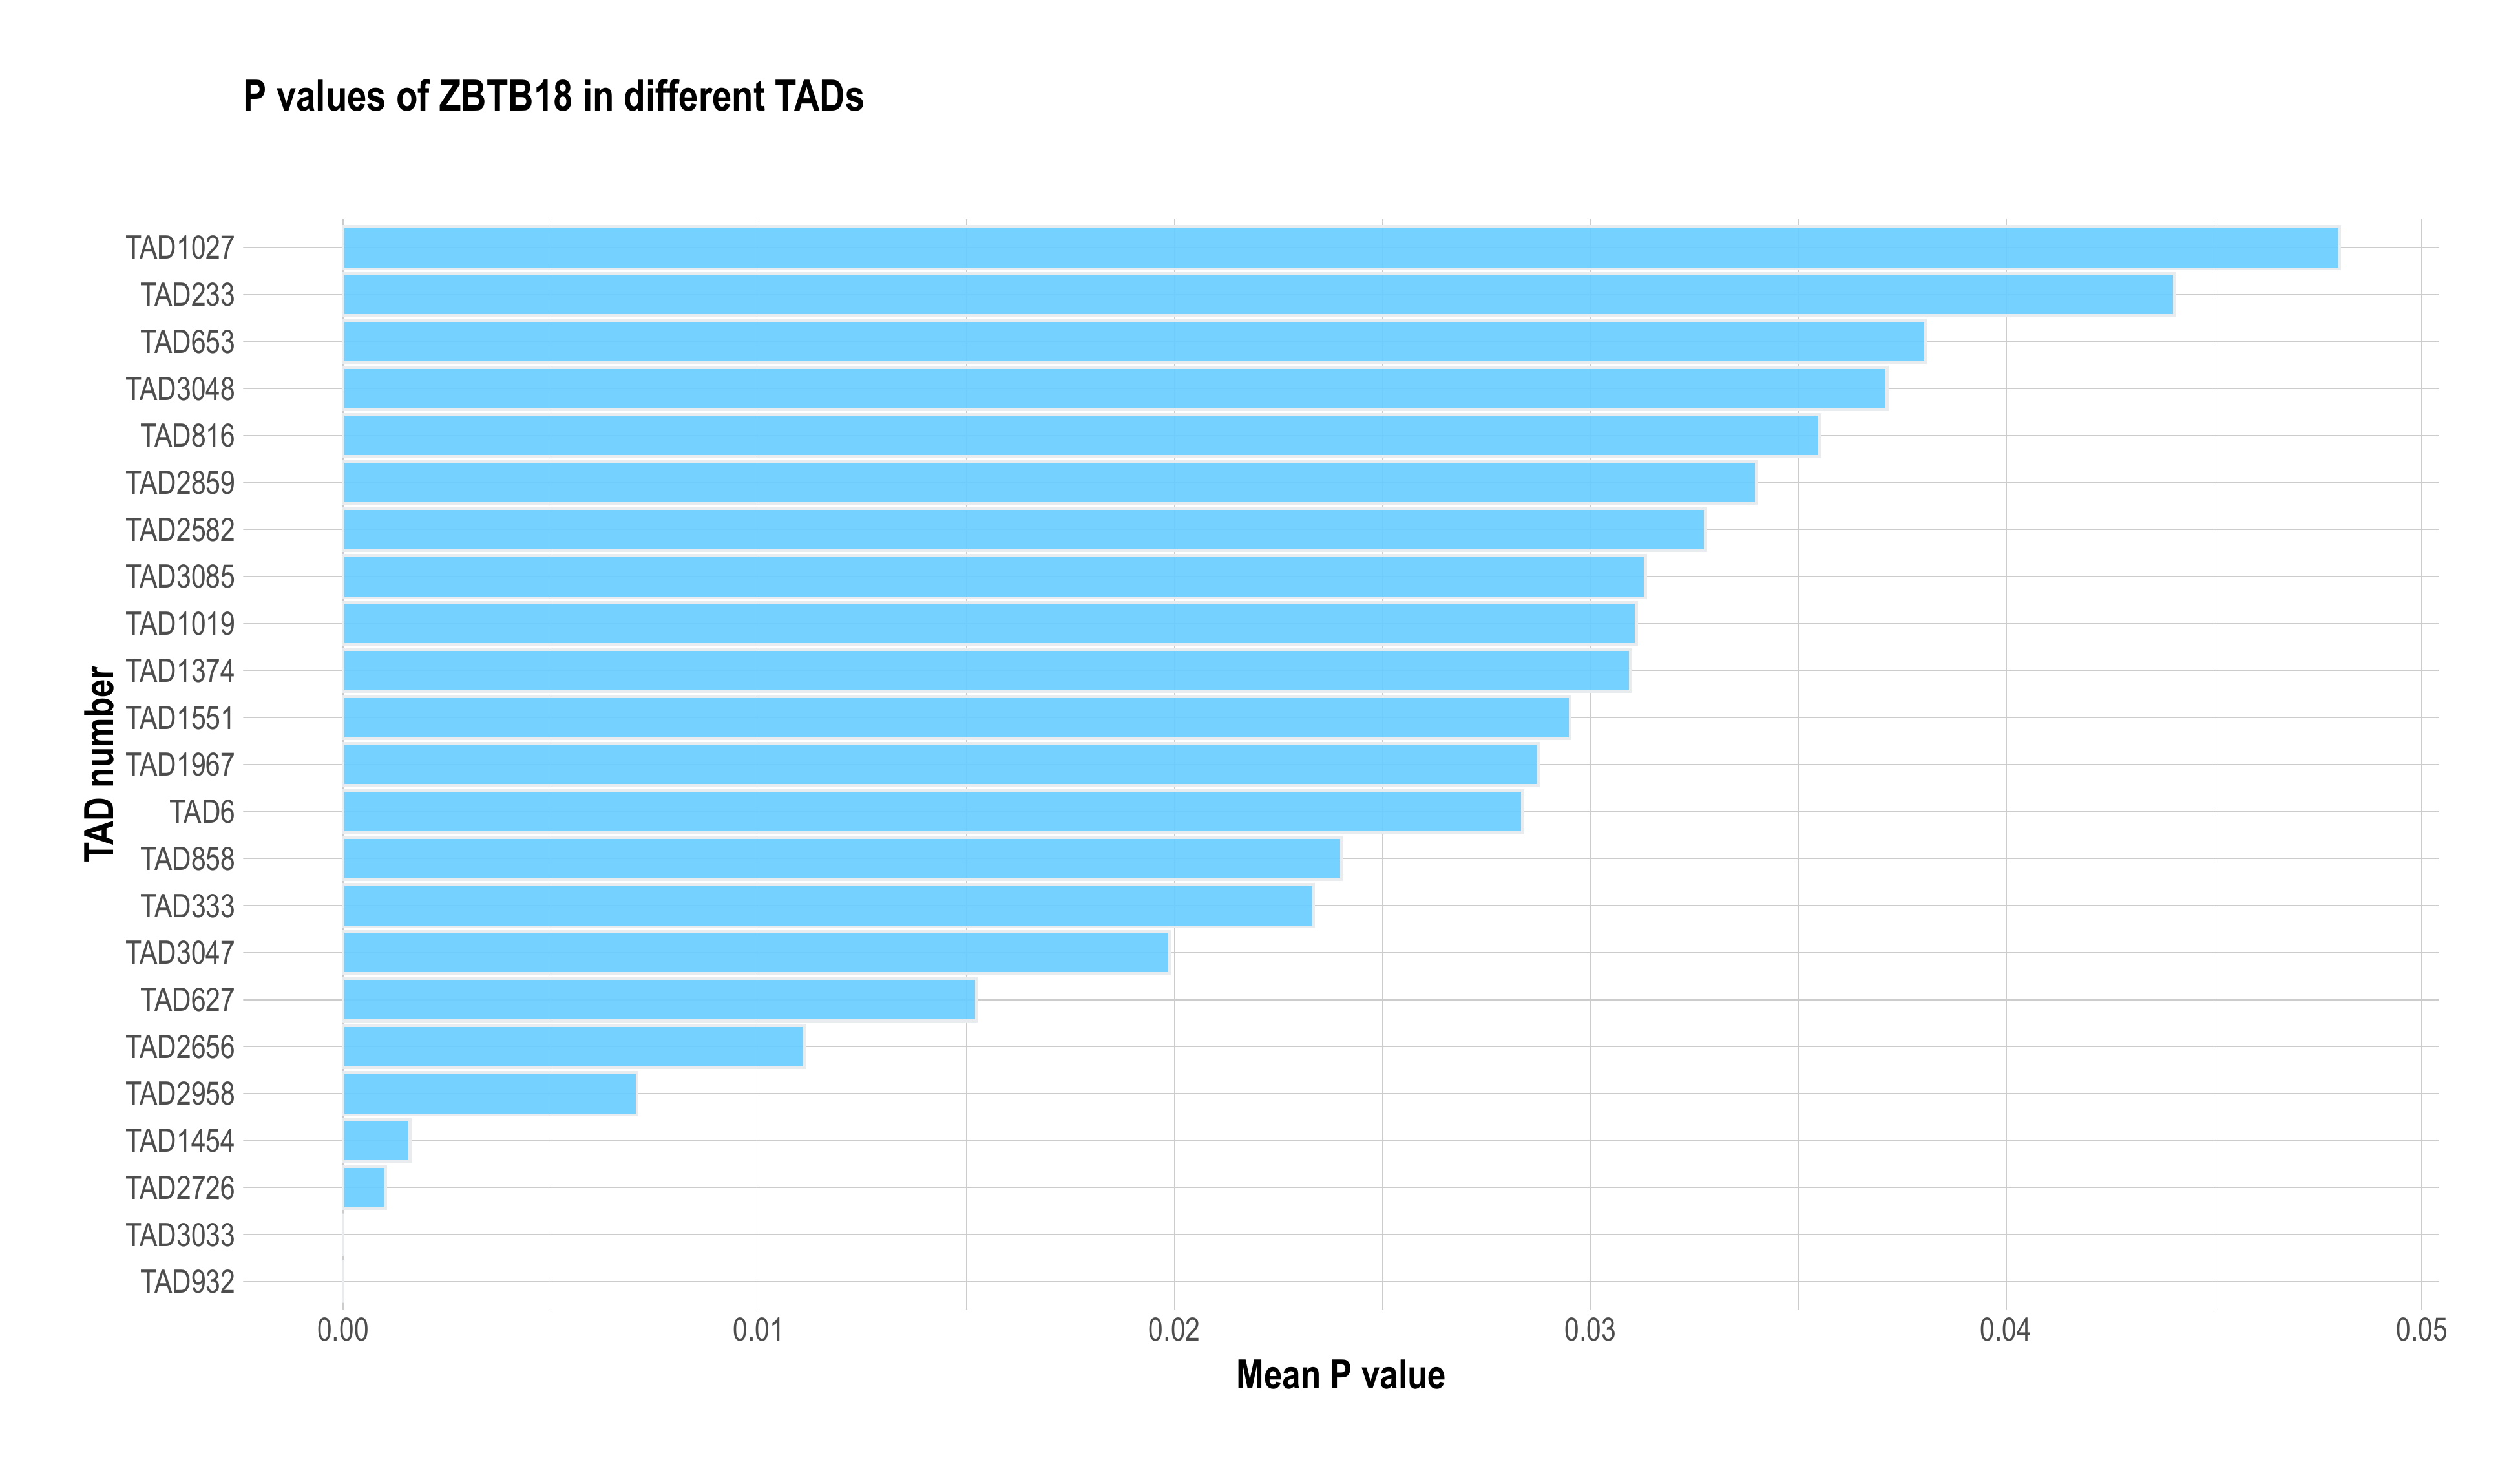 P values of ZBTB18 in different TADs
TAD number
TAD1027
TAD233
TAD653
TAD3048
TAD816
TAD2859
TAD2582
TAD3085
TAD1019
TAD1374
TAD1551
TAD1967
TAD6
TAD858
TAD333
TAD3047
TAD627
TAD2656
TAD2958
TAD1454
TAD2726
TAD3033
TAD932
0.00 0.01 0.02 0.03 0.04 0.05
Mean P value